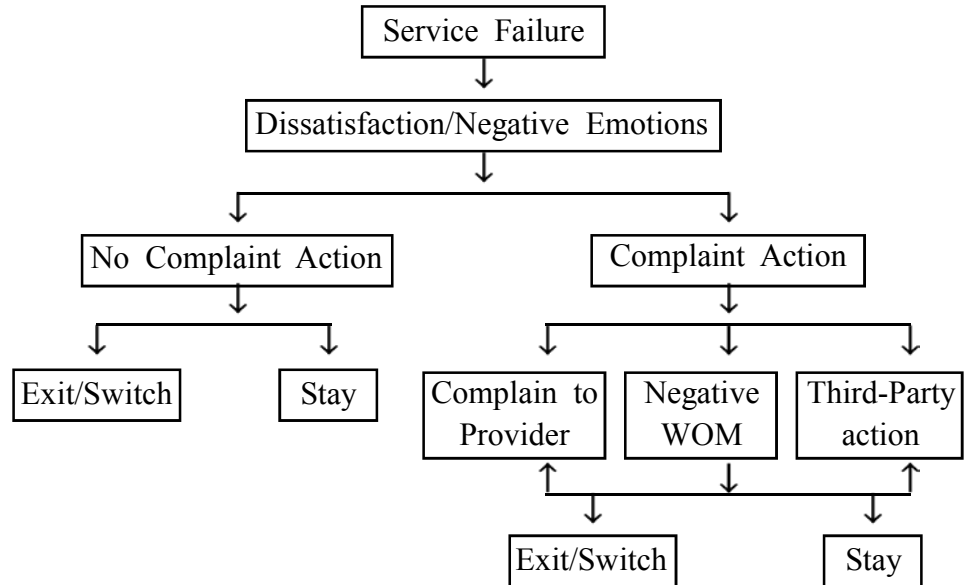 Service Failure
Dissatisfaction/Negative Emotions
No Complaint Action
Complaint Action
Exit/Switch
Stay
Complain to
Provider
Negative
WOM
Third-Party
action
Exit/Switch
Stay